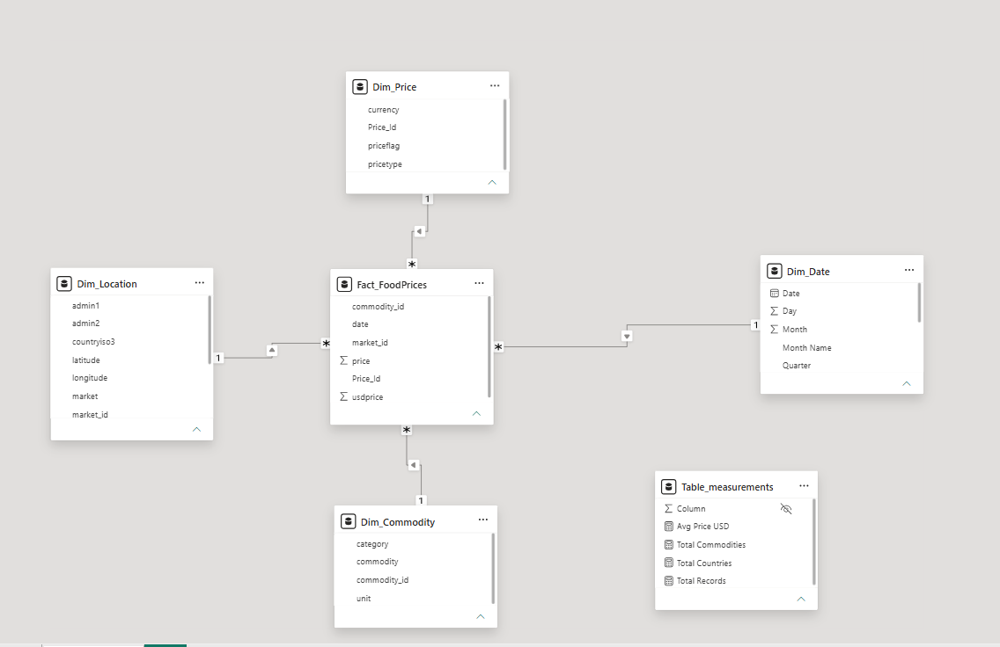 Dim_Price
currency
Price_Id
priceflag
pricetype
1
*
Dim_Location
admin1
admin2
countryiso3
latitude
longitude
market
market_id
1
*
Fact_FoodPrices
commodity_id
date
market_id
price
Price_Id
usdprice
*
1
Dim_Date
Date
Day
Month
Month Name
Quarter
*
1
Dim_Commodity
category
commodity
commodity_id
unit
Table_measurements
Column
Avg Price USD
Total Commodities
Total Countries
Total Records